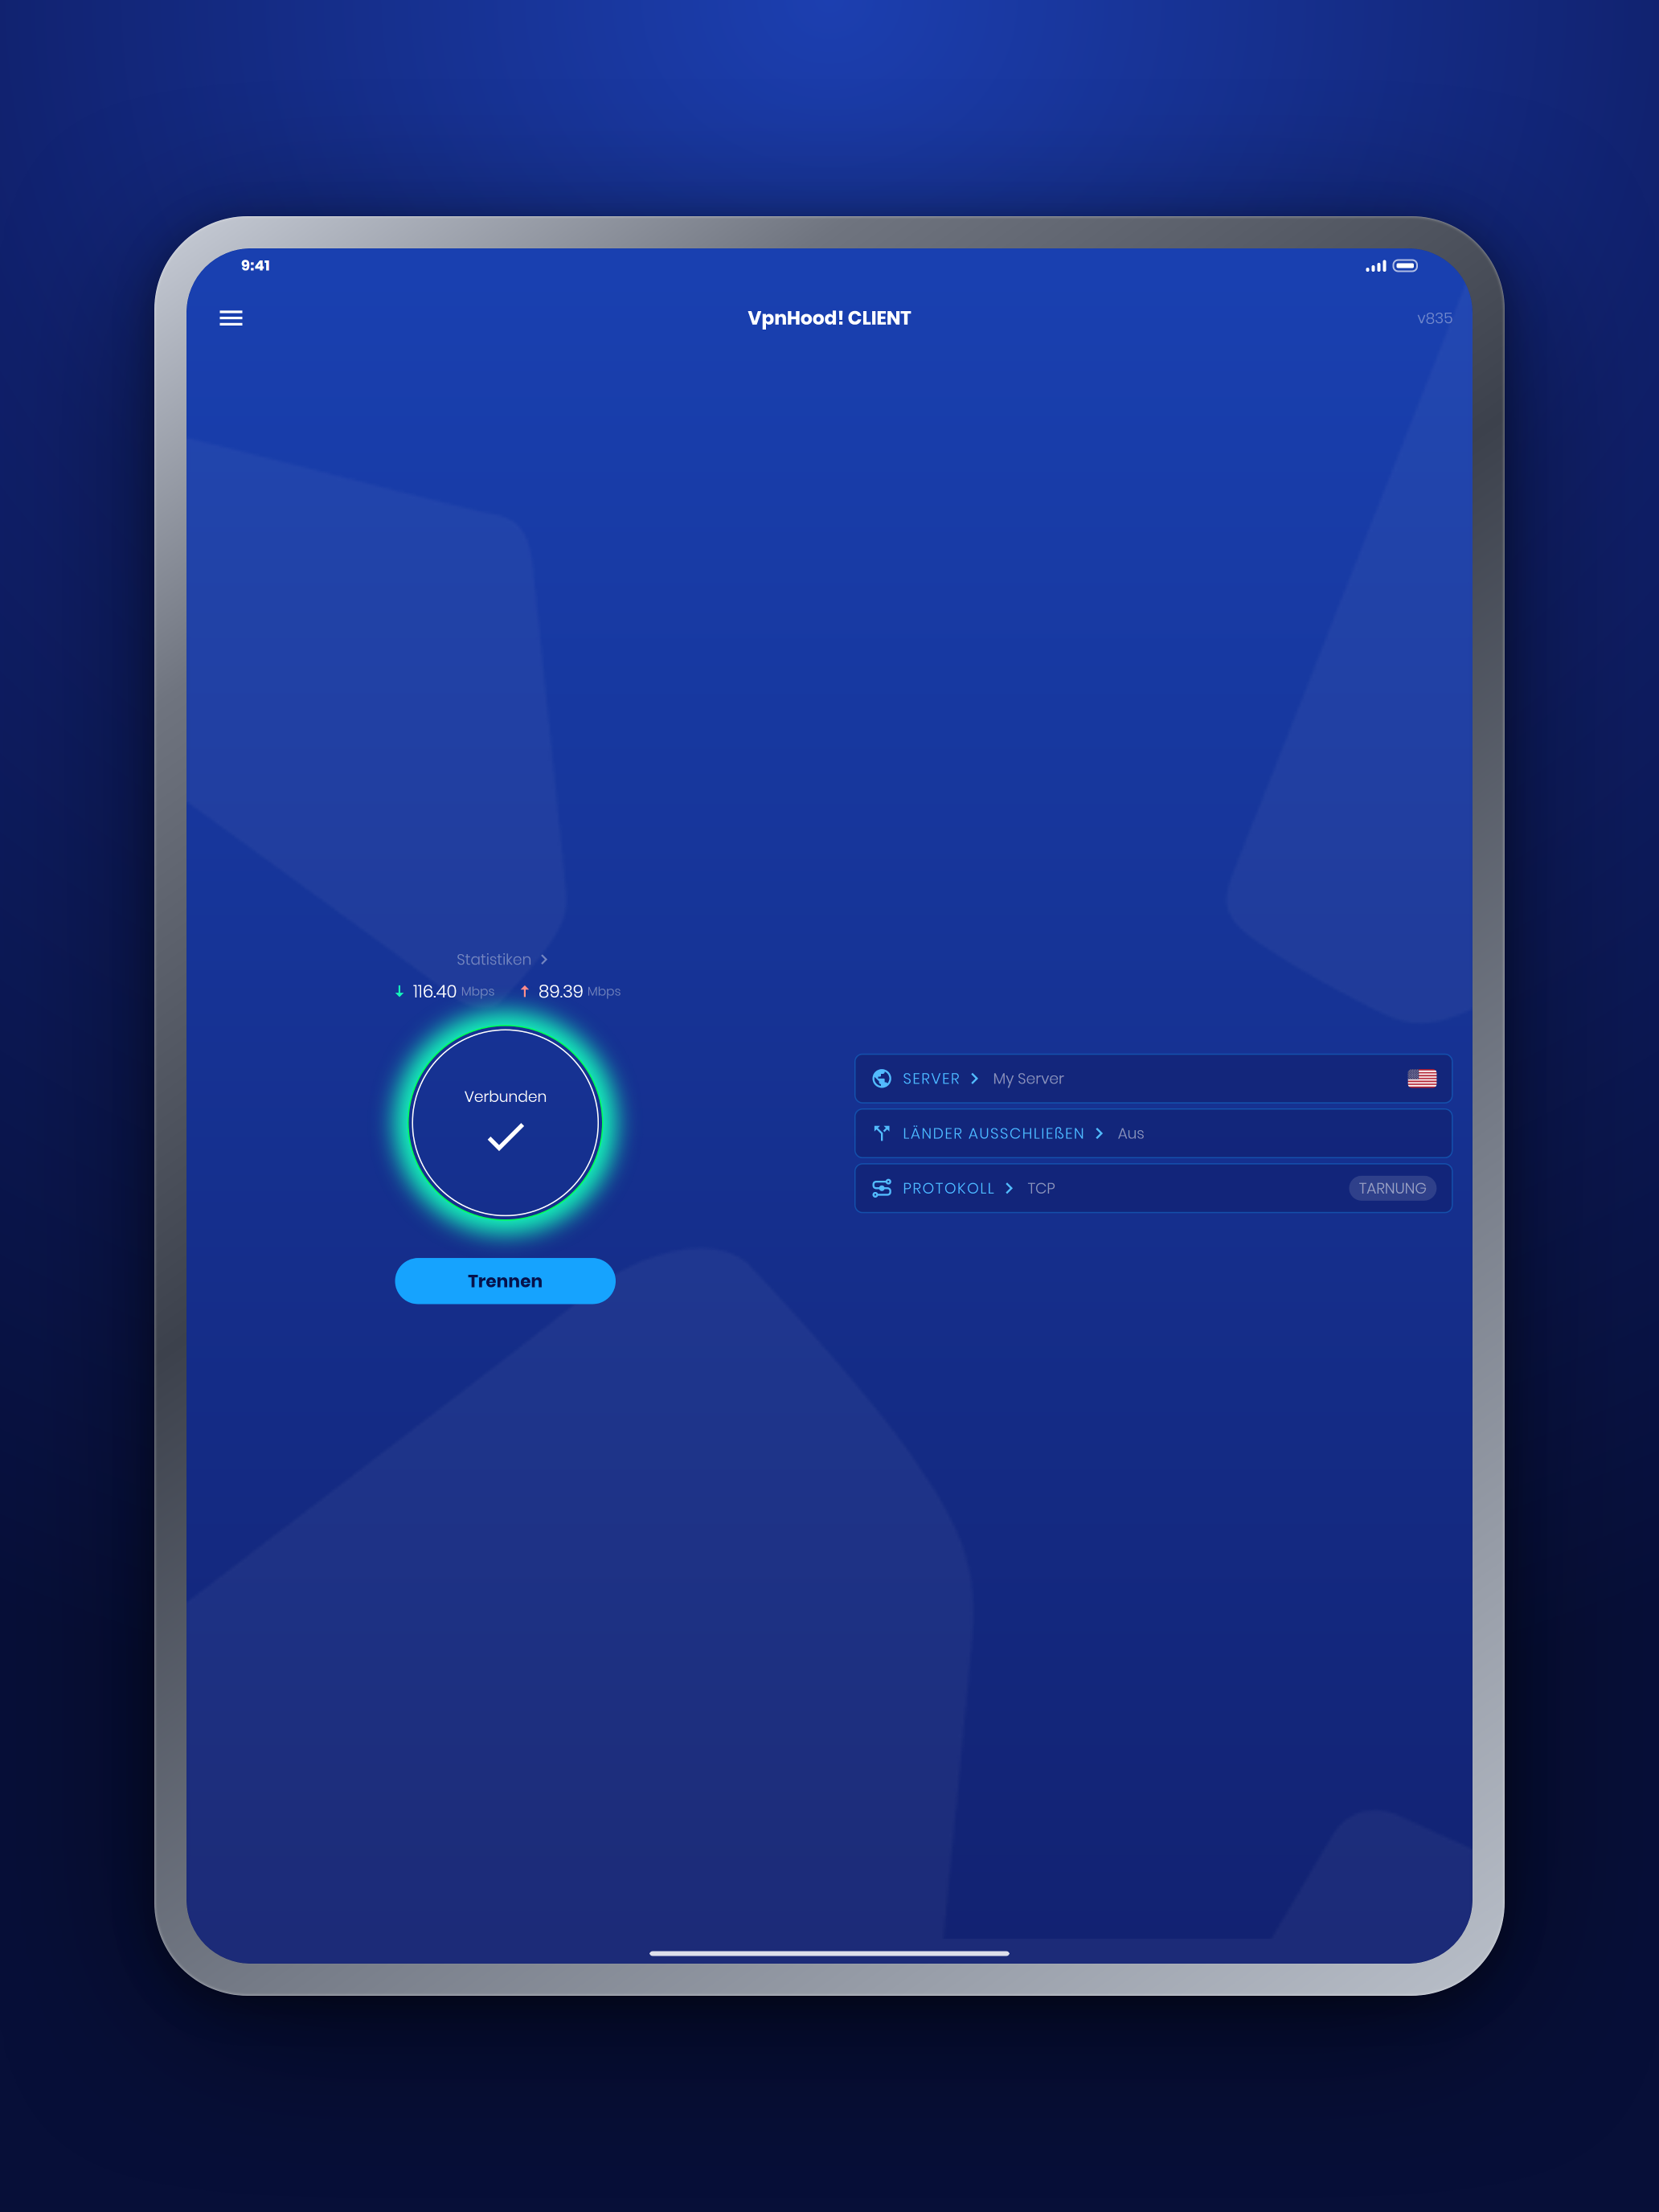 9:41
VpnHood! CLIENT
v835
Statistiken
116.40 Mbps 89.39 Mbps
Verbunden
Trennen
SERVER My Server
LÄNDER AUSSCHLIEßEN Aus
PROTOKOLL TCP TARNUNG